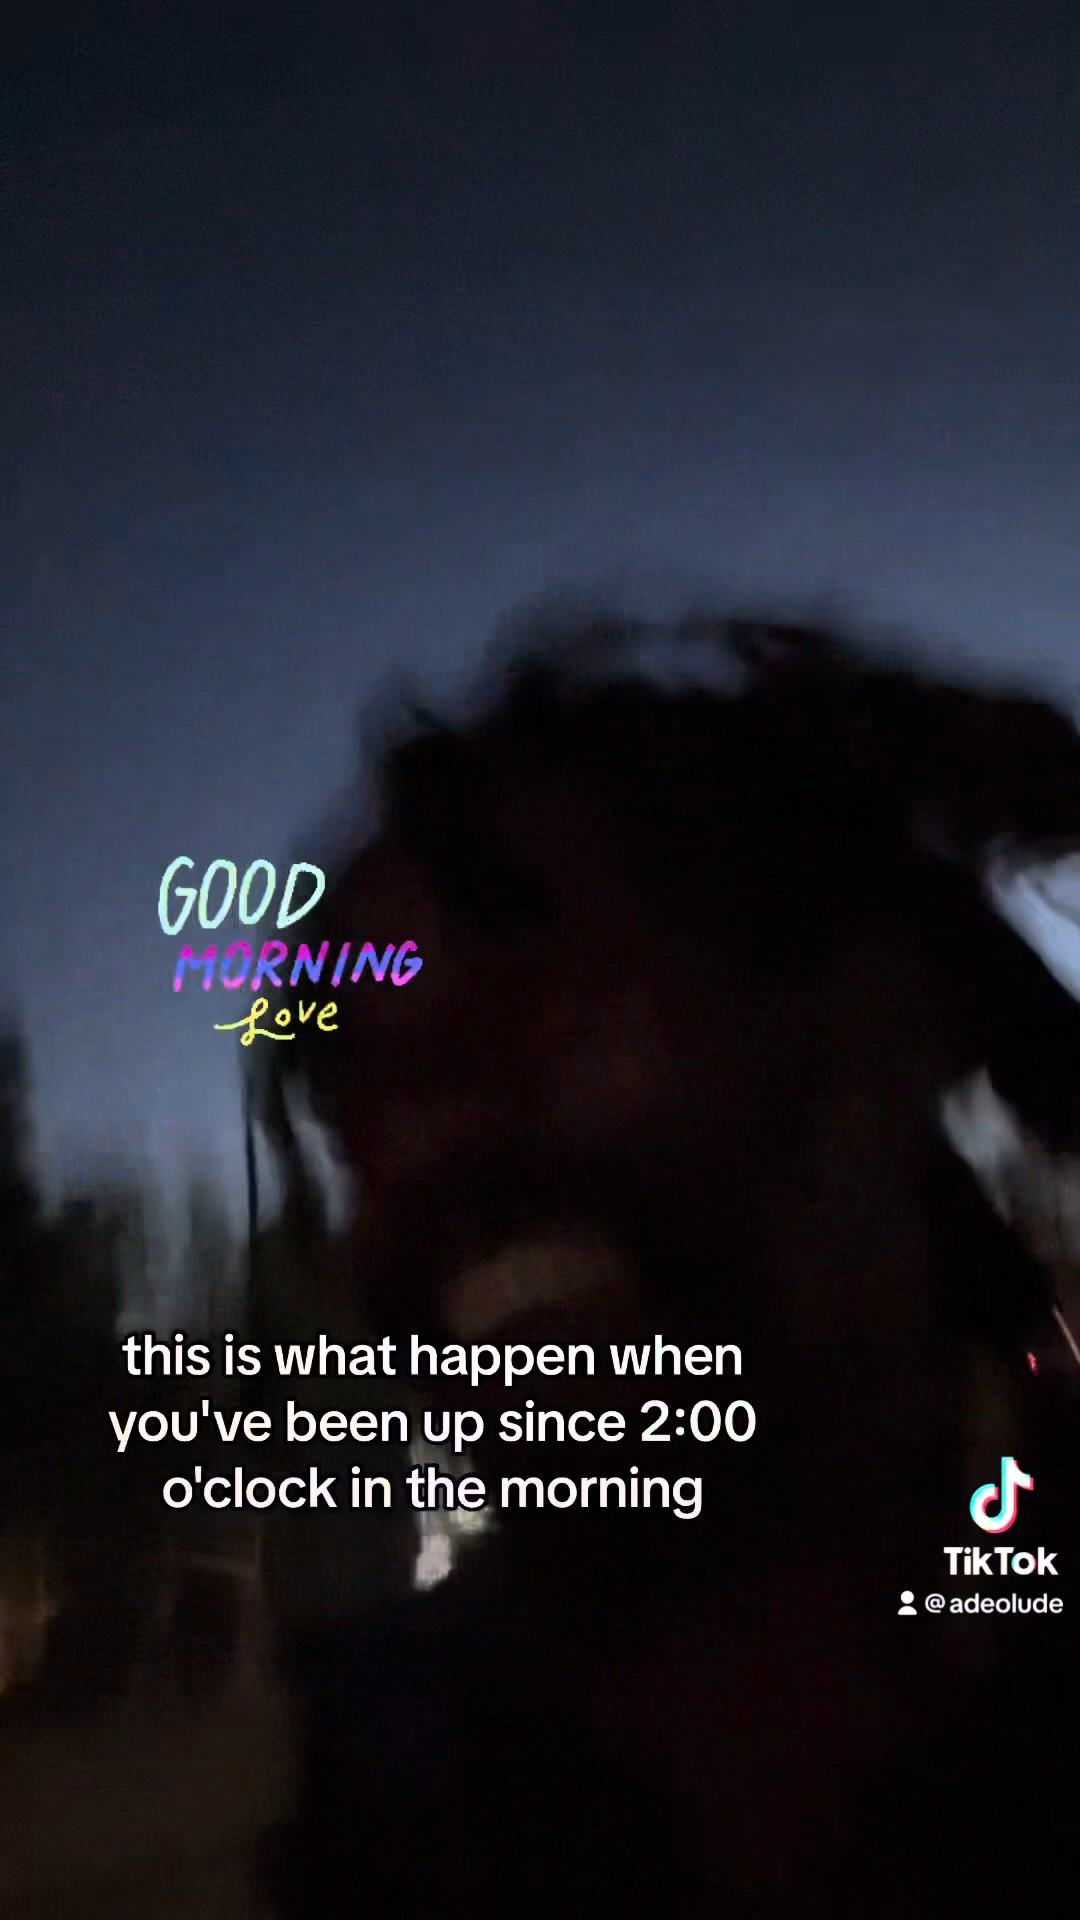 GOOD
MORNING
Love
this is what happen when
you've been up since 2:00
o'clock in the morning
TikTok
@adeolude